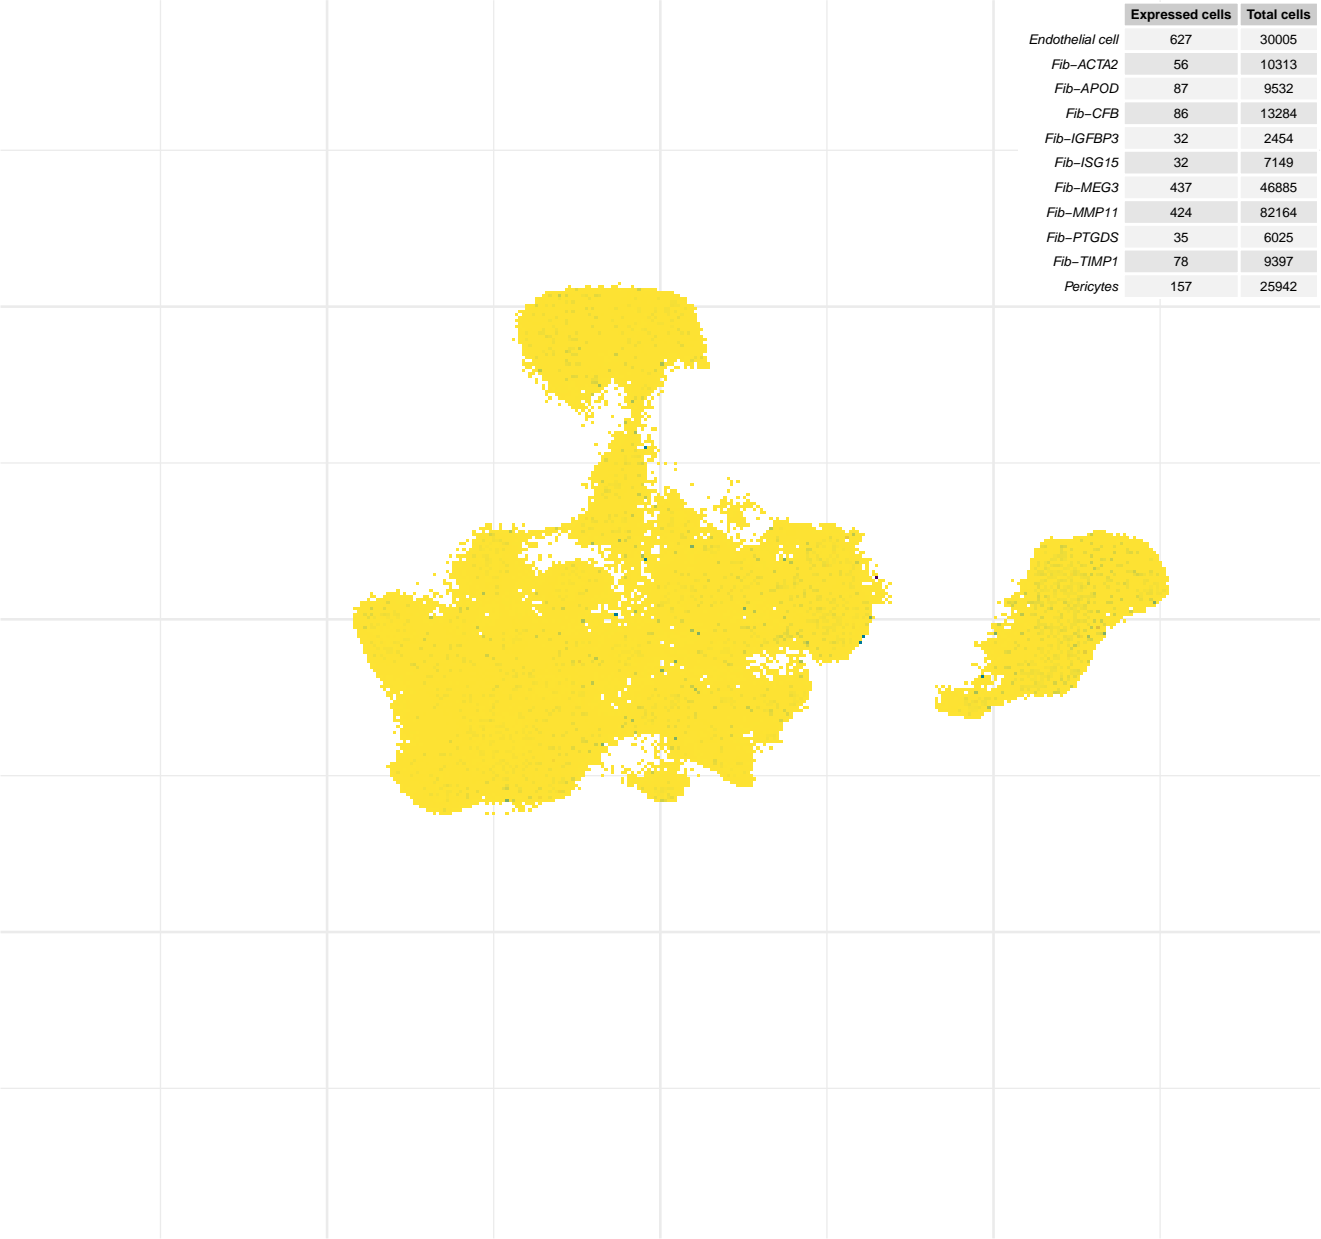 Expressed cells Total cells
Endothelial cell 627 30005
Fib−ACTA2 56 10313
Fib−APOD 87 9532
Fib−CFB 86 13284
Fib−IGFBP3 32 2454
Fib−ISG15 32 7149
Fib−MEG3 437 46885
Fib−MMP11 424 82164
Fib−PTGDS 35 6025
Fib−TIMP1 78 9397
Pericytes 157 25942